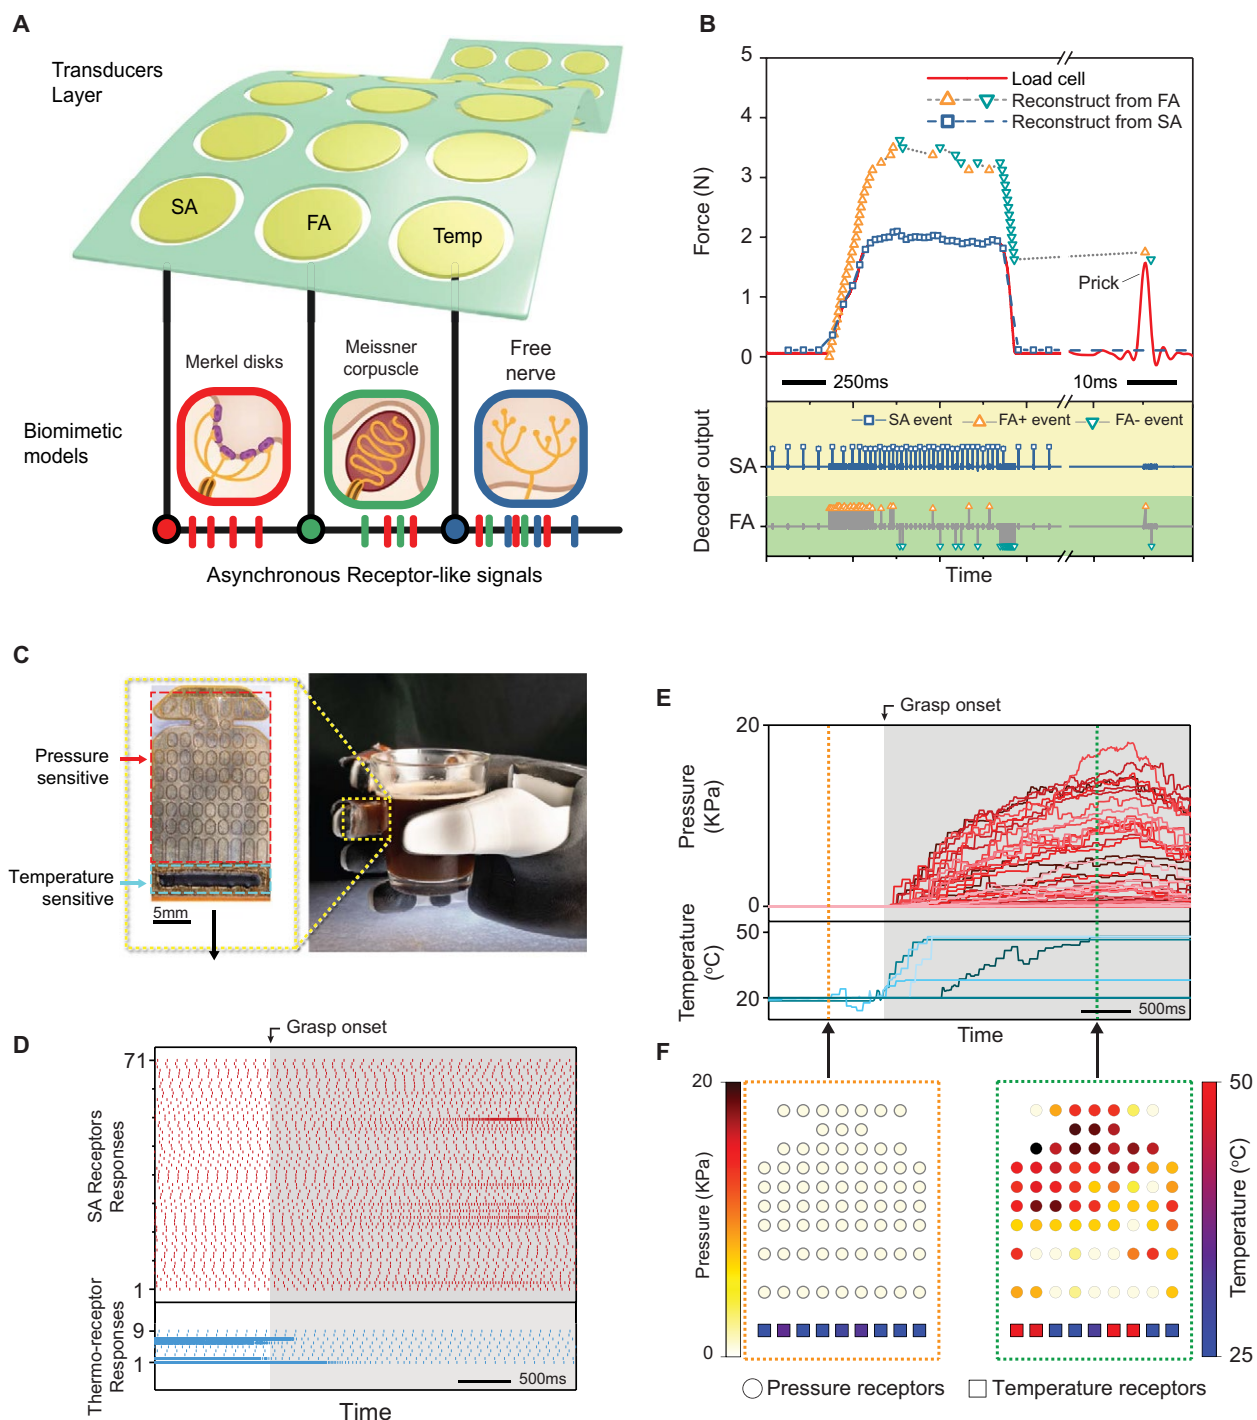 A
Transducers
Layer
SA
FA
Temp
Merkel disks
Meissner
corpuscle
Free
nerve
Biomimetic
models
Asynchronous Receptor-like signals
B
5
4
3
2
1
0
Force (N)
Load cell
Reconstruct from FA
Reconstruct from SA
Prick
250ms
10ms
Decoder output
SA event
FA+ event
FA- event
SA
FA
Time
C
Pressure
sensitive
Temperature
sensitive
5mm
D
Grasp onset
71
SA Receptors
Responses
1
9
Thermo-receptor
Responses
1
500ms
Time
E
Grasp onset
20
Pressure
(KPa)
0
50
Temperature
(oC)
20
500ms
Time
F
20
Pressure (KPa)
0
50
Temperature (oC)
25
Pressure receptors
Temperature receptors